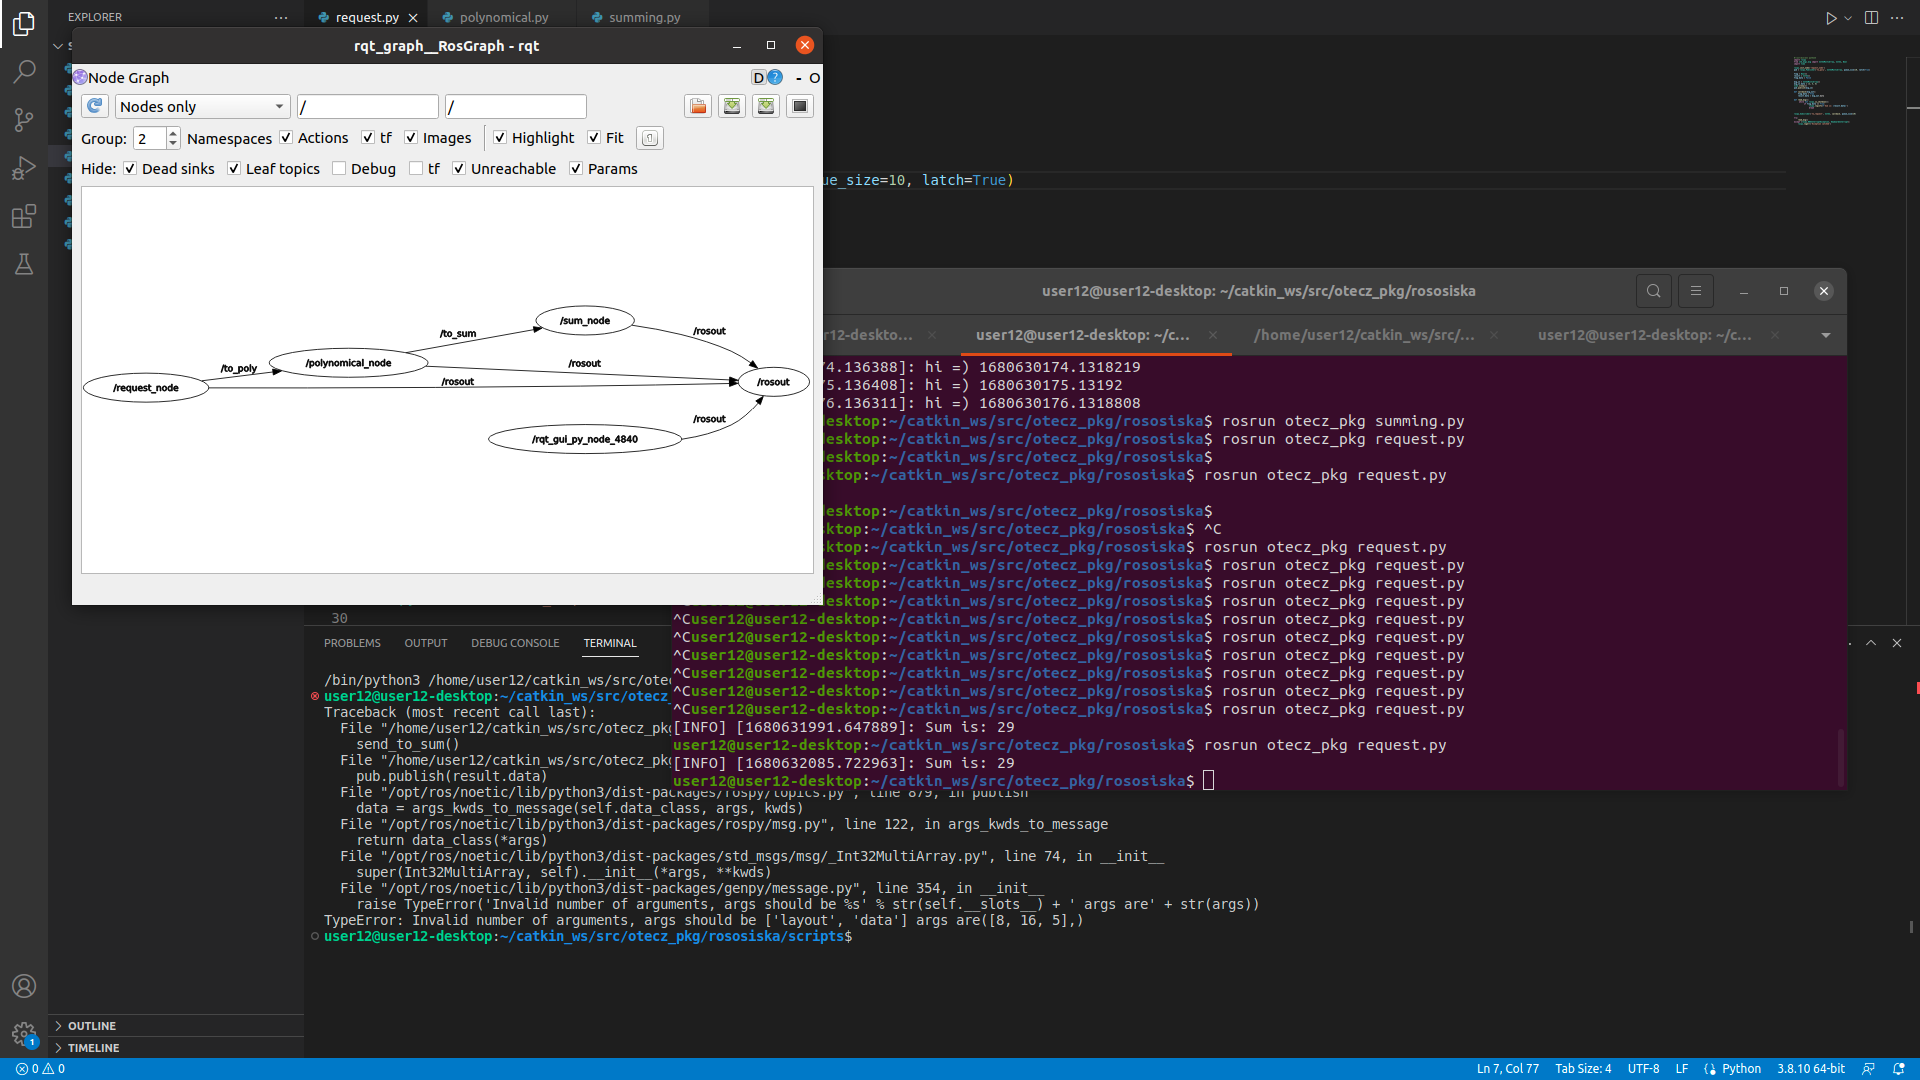 EXPLORER
request.py
polynomical.py
summing.py
rqt_graph__RosGraph - rqt
Node Graph
D
- O
Nodes only
/
/
Group: 2 Namespaces Actions tf Images Highlight Fit
Hide: Dead sinks Leaf topics Debug tf Unreachable Params
ue_size=10, latch=True)
/sum_node
/to_sum
/rosout
/polynomical_node
/rosout
/to_poly
/rosout
/request_node
/rosout
/rosout
/rqt_gui_py_node_4840
user12@user12-desktop: ~/catkin_ws/src/otecz_pkg/rososiska
r12-deskto...
user12@user12-desktop: ~/c...
/home/user12/catkin_ws/src/...
user12@user12-desktop: ~/c...
74.136388]: hi =) 1680630174.1318219
75.136408]: hi =) 1680630175.13192
76.136311]: hi =) 1680630176.1318808
esktop:~/catkin_ws/src/otecz_pkg/rososiska$ rosrun otecz_pkg summing.py
esktop:~/catkin_ws/src/otecz_pkg/rososiska$ rosrun otecz_pkg request.py
esktop:~/catkin_ws/src/otecz_pkg/rososiska$
ktop:~/catkin_ws/src/otecz_pkg/rososiska$ rosrun otecz_pkg request.py
esktop:~/catkin_ws/src/otecz_pkg/rososiska$
ktop:~/catkin_ws/src/otecz_pkg/rososiska$ ^C
ktop:~/catkin_ws/src/otecz_pkg/rososiska$ rosrun otecz_pkg request.py
esktop:~/catkin_ws/src/otecz_pkg/rososiska$ rosrun otecz_pkg request.py
esktop:~/catkin_ws/src/otecz_pkg/rososiska$ rosrun otecz_pkg request.py
esktop:~/catkin_ws/src/otecz_pkg/rososiska$ rosrun otecz_pkg request.py
^Cuser12@user12-desktop:~/catkin_ws/src/otecz_pkg/rososiska$ rosrun otecz_pkg request.py
^Cuser12@user12-desktop:~/catkin_ws/src/otecz_pkg/rososiska$ rosrun otecz_pkg request.py
^Cuser12@user12-desktop:~/catkin_ws/src/otecz_pkg/rososiska$ rosrun otecz_pkg request.py
^Cuser12@user12-desktop:~/catkin_ws/src/otecz_pkg/rososiska$ rosrun otecz_pkg request.py
^Cuser12@user12-desktop:~/catkin_ws/src/otecz_pkg/rososiska$ rosrun otecz_pkg request.py
^Cuser12@user12-desktop:~/catkin_ws/src/otecz_pkg/rososiska$ rosrun otecz_pkg request.py
[INFO] [1680631991.647889]: Sum is: 29
user12@user12-desktop:~/catkin_ws/src/otecz_pkg/rososiska$ rosrun otecz_pkg request.py
[INFO] [1680632085.722963]: Sum is: 29
user12@user12-desktop:~/catkin_ws/src/otecz_pkg/rososiska$
30
PROBLEMS OUTPUT DEBUG CONSOLE TERMINAL
/bin/python3 /home/user12/catkin_ws/src/otec
user12@user12-desktop:~/catkin_ws/src/otecz_
Traceback (most recent call last):
File "/home/user12/catkin_ws/src/otecz_pkg
send_to_sum()
File "/home/user12/catkin_ws/src/otecz_pkg
pub.publish(result.data)
File "/opt/ros/noetic/lib/python3/dist-packages/rospy/topics.py", line 879, in publish
data = args_kwds_to_message(self.data_class, args, kwds)
File "/opt/ros/noetic/lib/python3/dist-packages/rospy/msg.py", line 122, in args_kwds_to_message
return data_class(*args)
File "/opt/ros/noetic/lib/python3/dist-packages/std_msgs/msg/_Int32MultiArray.py", line 74, in __init__
super(Int32MultiArray, self).__init__(*args, **kwds)
File "/opt/ros/noetic/lib/python3/dist-packages/genpy/message.py", line 354, in __init__
raise TypeError('Invalid number of arguments, args should be %s' % str(self.__slots__) + ' args are' + str(args))
TypeError: Invalid number of arguments, args should be ['layout', 'data'] args are([8, 16, 5],)
user12@user12-desktop:~/catkin_ws/src/otecz_pkg/rososiska/scripts$
OUTLINE
TIMELINE
1
0 0
Ln 7, Col 77 Tab Size: 4 UTF-8 LF Python 3.8.10 64-bit